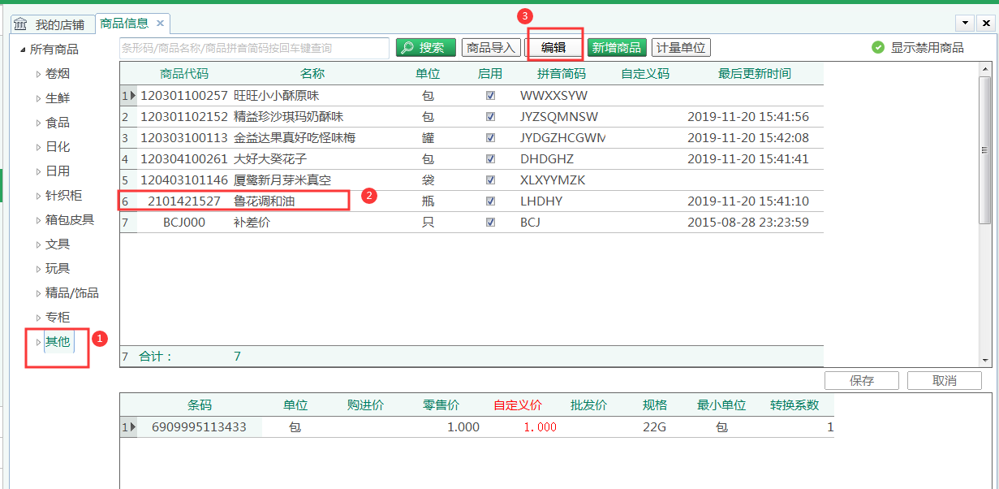 我的店铺 商品信息 ×
3
所有商品
卷烟
生鲜
食品
日化
日用
针织柜
箱包皮具
文具
玩具
精品/饰品
专柜
其他
1
条形码/商品名称/商品拼音简码按回车键查询 搜索 商品导入 编辑 新增商品 计量单位 显示禁用商品
商品代码 名称 单位 启用 拼音简码 自定义码 最后更新时间
1 120301100257 旺旺小小酥原味 包 WWXXSYW
2 120301102152 精益珍沙琪玛奶酥味 包 JYZSQMNSW 2019-11-20 15:41:56
3 120303100113 金益达果真好吃怪味梅 罐 JYDGZHCGWM 2019-11-20 15:42:08
4 120304100261 大好大葵花子 包 DHDGHZ 2019-11-20 15:41:41
5 120403101146 厦鹭新月芽米真空 袋 XLXYYMZK
6 2101421527 鲁花调和油 瓶 LHDHY 2019-11-20 15:41:10
2
7 BCJ000 补差价 只 BCJ 2015-08-28 23:23:59
7 合计： 7
保存 取消
条码 单位 购进价 零售价 自定义价 批发价 规格 最小单位 转换系数
1 6909995113433 包 1.000 1.000 22G 包 1